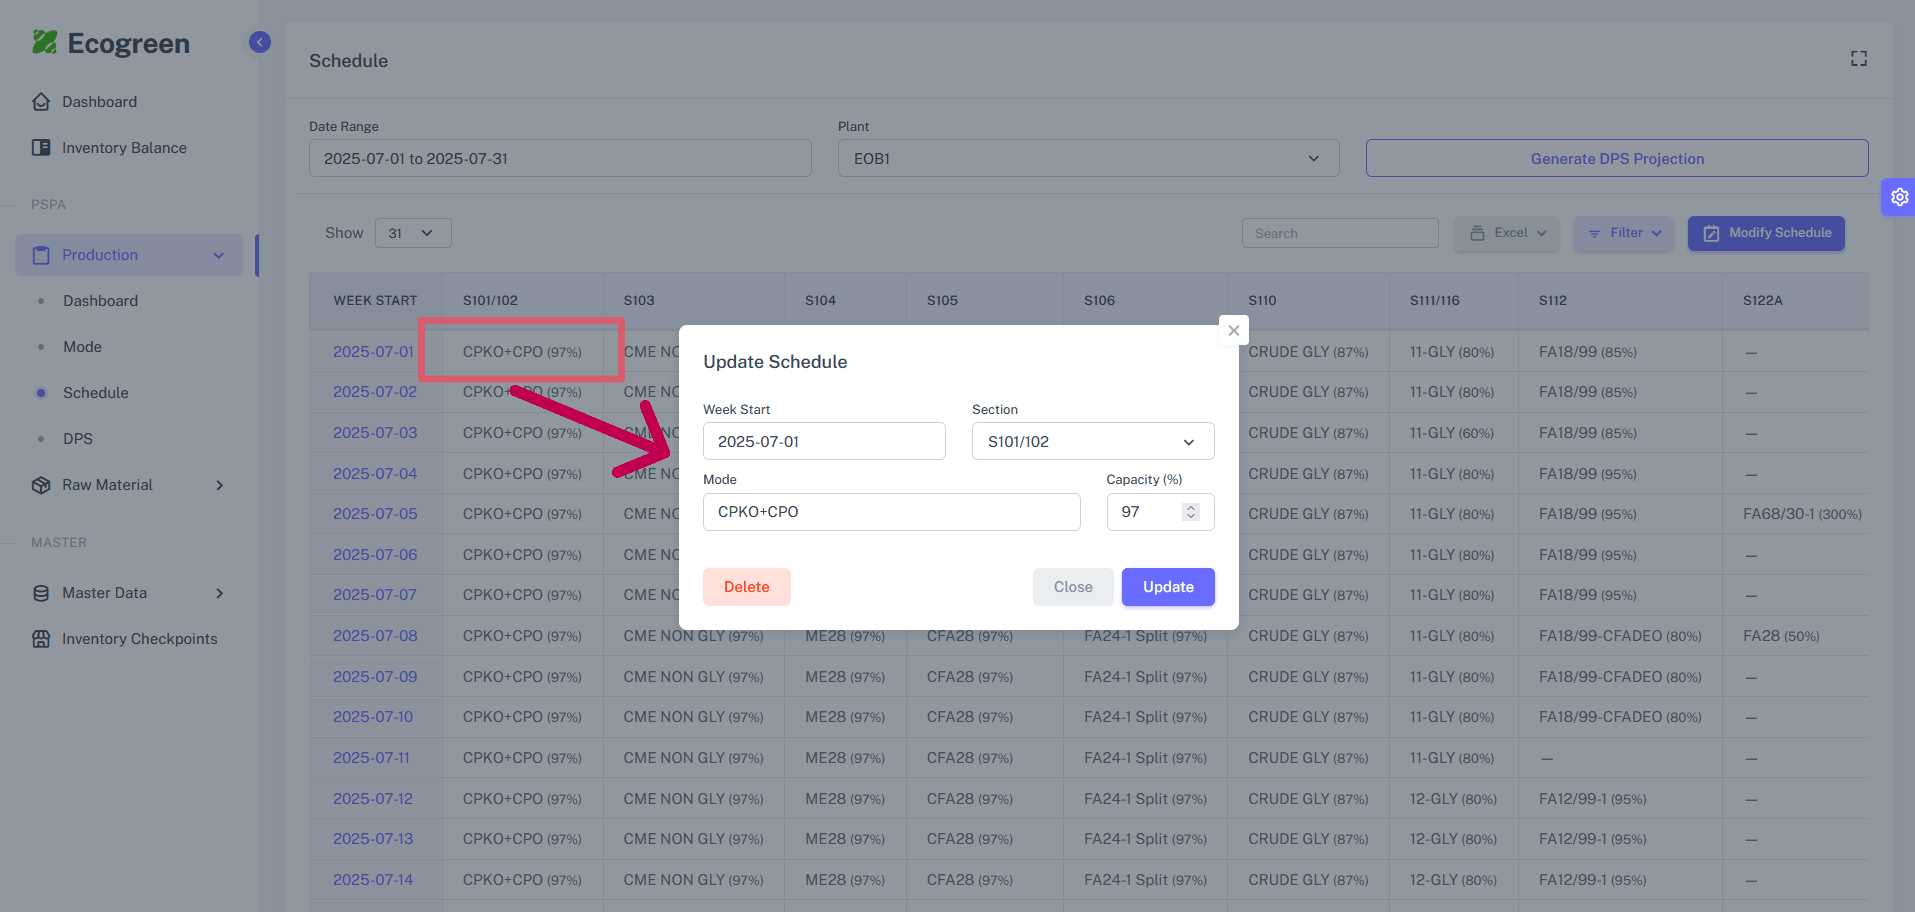 Ecogreen
Dashboard
Inventory Balance
PSPA
Production
Dashboard
Mode
Schedule
DPS
Raw Material
MASTER
Master Data
Inventory Checkpoints
Schedule
Date Range
2025-07-01 to 2025-07-31
Plant
EOB1
Generate DPS Projection
Show 31
Search
Excel
Filter
Modify Schedule
WEEK START S101/102 S103 S104 S105 S106 S110 S111/116 S112 S122A
2025-07-01 CPKO+CPO (97%) CME NO CRUDE GLY (87%) 11-GLY (80%) FA18/99 (85%) —
2025-07-02 CPKO+CPO (97%) CME NO CRUDE GLY (87%) 11-GLY (80%) FA18/99 (85%) —
2025-07-03 CPKO+CPO (97%) CME NO CRUDE GLY (87%) 11-GLY (60%) FA18/99 (85%) —
2025-07-04 CPKO+CPO (97%) CME NO CRUDE GLY (87%) 11-GLY (80%) FA18/99 (95%) —
2025-07-05 CPKO+CPO (97%) CME NO CRUDE GLY (87%) 11-GLY (80%) FA18/99 (95%) FA68/30-1 (300%)
2025-07-06 CPKO+CPO (97%) CME NO CRUDE GLY (87%) 11-GLY (80%) FA18/99 (95%) —
2025-07-07 CPKO+CPO (97%) CME NO CRUDE GLY (87%) 11-GLY (80%) FA18/99 (95%) —
2025-07-08 CPKO+CPO (97%) CME NON GLY (97%) ME28 (97%) CFA28 (97%) FA24-1 Split (97%) CRUDE GLY (87%) 11-GLY (80%) FA18/99-CFADEO (80%) FA28 (50%)
2025-07-09 CPKO+CPO (97%) CME NON GLY (97%) ME28 (97%) CFA28 (97%) FA24-1 Split (97%) CRUDE GLY (87%) 11-GLY (80%) FA18/99-CFADEO (80%) —
2025-07-10 CPKO+CPO (97%) CME NON GLY (97%) ME28 (97%) CFA28 (97%) FA24-1 Split (97%) CRUDE GLY (87%) 11-GLY (80%) FA18/99-CFADEO (80%) —
2025-07-11 CPKO+CPO (97%) CME NON GLY (97%) ME28 (97%) CFA28 (97%) FA24-1 Split (97%) CRUDE GLY (87%) 11-GLY (80%) — —
2025-07-12 CPKO+CPO (97%) CME NON GLY (97%) ME28 (97%) CFA28 (97%) FA24-1 Split (97%) CRUDE GLY (87%) 12-GLY (80%) FA12/99-1 (95%) —
2025-07-13 CPKO+CPO (97%) CME NON GLY (97%) ME28 (97%) CFA28 (97%) FA24-1 Split (97%) CRUDE GLY (87%) 12-GLY (80%) FA12/99-1 (95%) —
2025-07-14 CPKO+CPO (97%) CME NON GLY (97%) ME28 (97%) CFA28 (97%) FA24-1 Split (97%) CRUDE GLY (87%) 12-GLY (80%) FA12/99-1 (95%) —
Update Schedule
Week Start
2025-07-01
Section
S101/102
Mode
CPKO+CPO
Capacity (%)
97
Delete
Close
Update